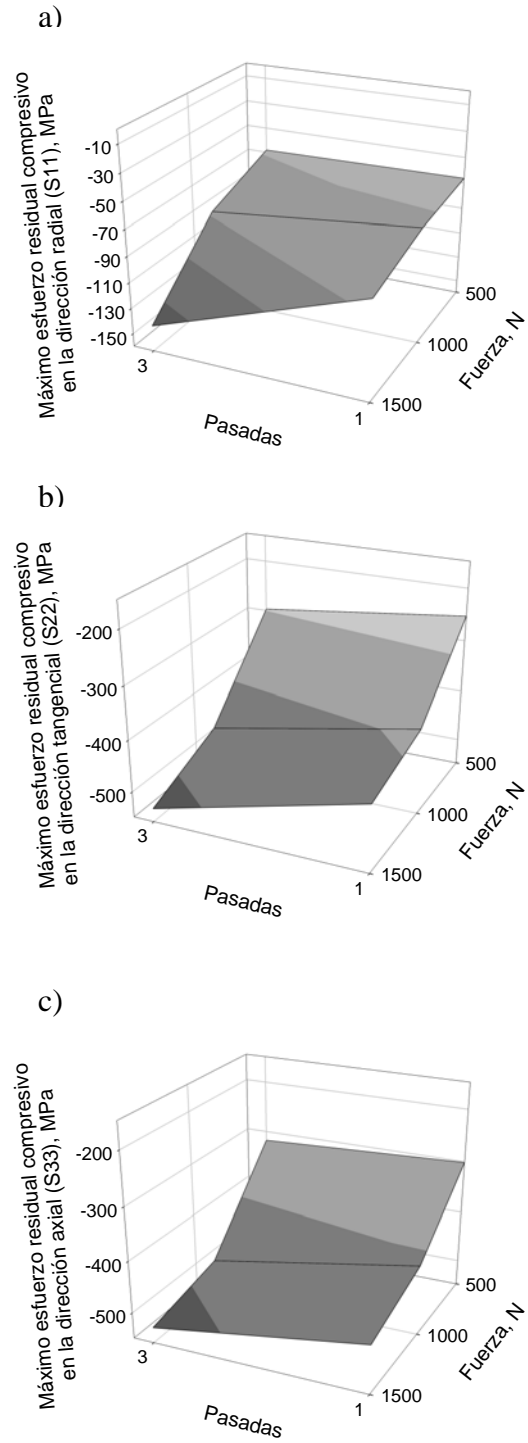 a)
Máximo esfuerzo residual compresivo
en la dirección radial (S11), MPa
-10
-30
-50
-70
-90
-110
-130
-150
3
Pasadas
1
1500
1000
500
Fuerza, N
b)
Máximo esfuerzo residual compresivo
en la dirección tangencial (S22), MPa
-200
-300
-400
-500
3
Pasadas
1
1500
1000
500
Fuerza, N
c)
Máximo esfuerzo residual compresivo
en la dirección axial (S33), MPa
-200
-300
-400
-500
3
Pasadas
1
1500
1000
500
Fuerza, N